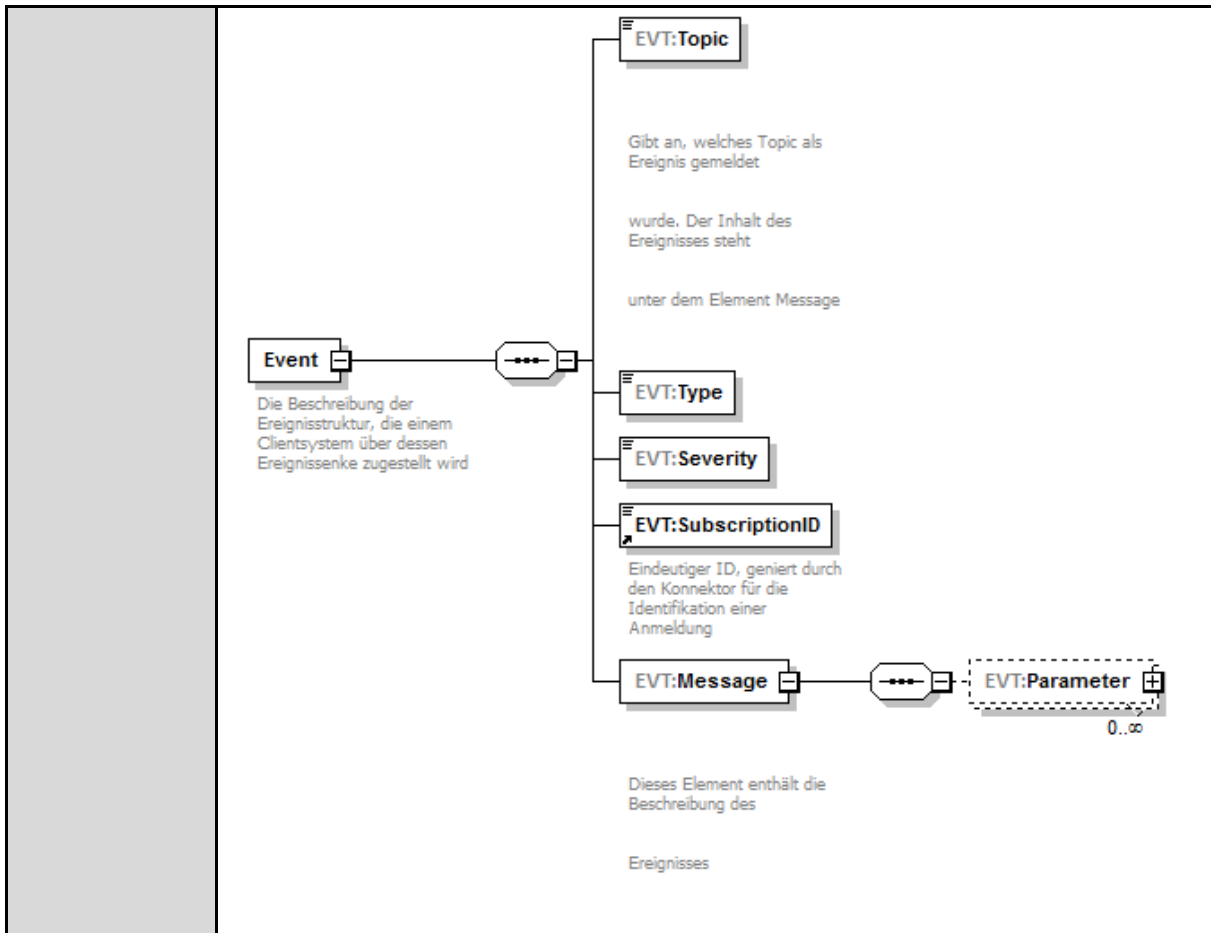 EVT:Topic
Gibt an, welches Topic als
Ereignis gemeldet
wurde. Der Inhalt des
Ereignisses steht
unter dem Element Message
Event
Die Beschreibung der
Ereignisstruktur, die einem
Clientsystem über dessen
Ereignissenke zugestellt wird
EVT:Type
EVT:Severity
EVT:SubscriptionID
Eindeutiger ID, geniert durch
den Konnektor für die
Identifikation einer
Anmeldung
EVT:Message
EVT:Parameter
0..∞
Dieses Element enthält die
Beschreibung des
Ereignisses